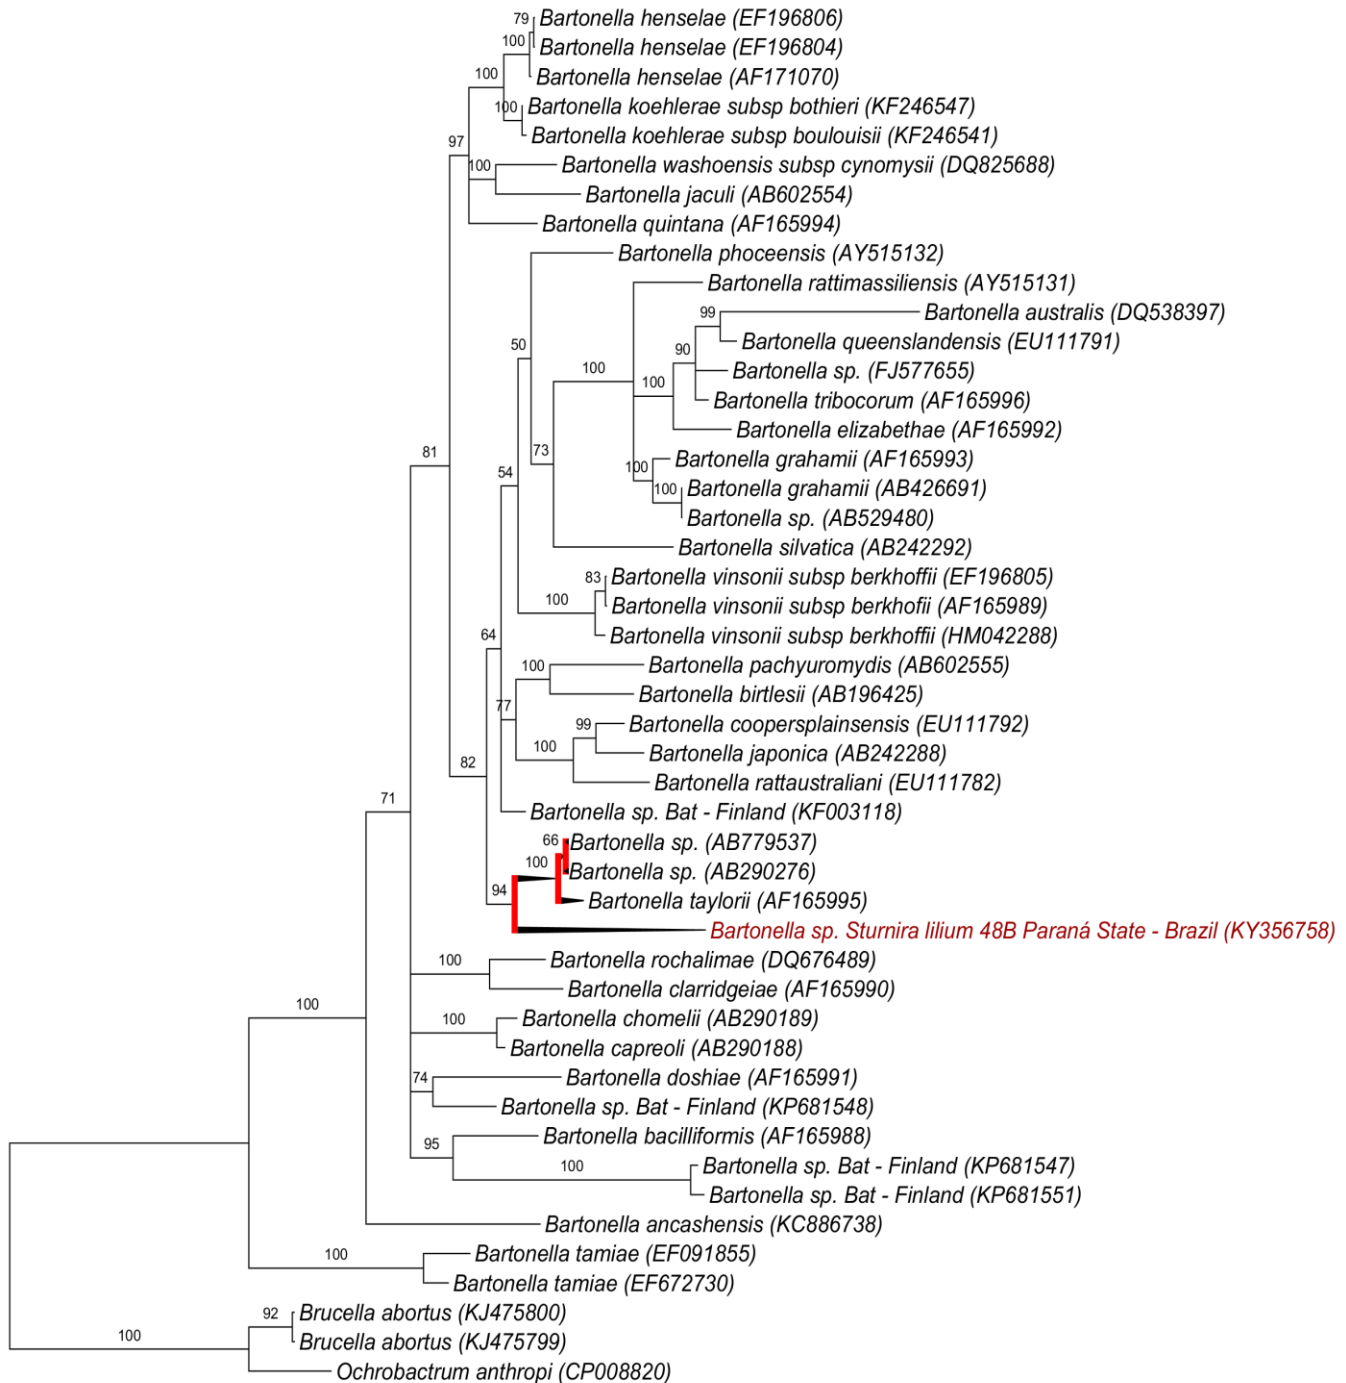 79
Bartonella henselae (EF196806)
100
Bartonella henselae (EF196804)
Bartonella henselae (AF171070)
100
100
Bartonella koehlerae subsp bothieri (KF246547)
Bartonella koehlerae subsp boulouisii (KF246541)
97
100
Bartonella washoensis subsp cynomysii (DQ825688)
Bartonella jaculi (AB602554)
Bartonella quintana (AF165994)
Bartonella phoceensis (AY515132)
Bartonella rattimassiliensis (AY515131)
99
Bartonella australis (DQ538397)
50
90
Bartonella queenslandensis (EU111791)
100
100
Bartonella sp. (FJ577655)
Bartonella tribocorum (AF165996)
Bartonella elizabethae (AF165992)
81
73
100
Bartonella grahamii (AF165993)
54
100
Bartonella grahamii (AB426691)
Bartonella sp. (AB529480)
Bartonella silvatica (AB242292)
83
Bartonella vinsonii subsp berkhoffii (EF196805)
100
Bartonella vinsonii subsp berkhofii (AF165989)
64
Bartonella vinsonii subsp berkhoffii (HM042288)
100
Bartonella pachyuromydis (AB602555)
77
Bartonella birtlesii (AB196425)
99
Bartonella coopersplainsensis (EU111792)
82
100
Bartonella japonica (AB242288)
Bartonella rattaustraliani (EU111782)
71
Bartonella sp. Bat - Finland (KF003118)
66
Bartonella sp. (AB779537)
100
Bartonella sp. (AB290276)
94
Bartonella taylorii (AF165995)
Bartonella sp. Sturnira lilium 48B Paraná State - Brazil (KY356758)
100
Bartonella rochalimae (DQ676489)
Bartonella clarridgeiae (AF165990)
100
100
Bartonella chomelii (AB290189)
Bartonella capreoli (AB290188)
74
Bartonella doshiae (AF165991)
Bartonella sp. Bat - Finland (KP681548)
95
Bartonella bacilliformis (AF165988)
100
Bartonella sp. Bat - Finland (KP681547)
Bartonella sp. Bat - Finland (KP681551)
Bartonella ancashensis (KC886738)
100
Bartonella tamiae (EF091855)
Bartonella tamiae (EF672730)
92
Brucella abortus (KJ475800)
100
Brucella abortus (KJ475799)
Ochrobactrum anthropi (CP008820)